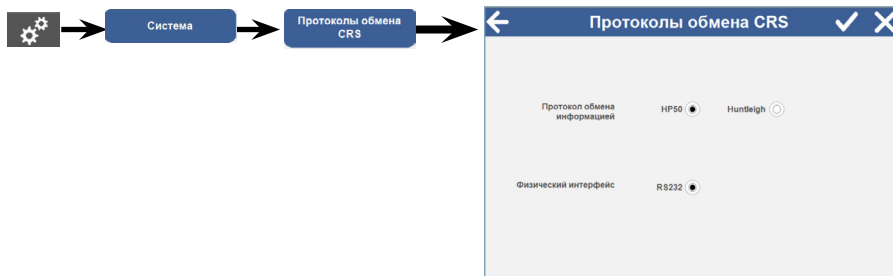 Система
Протоколы обмена
CRS
Протоколы обмена CRS
Протокол обмена
информацией
HP50
Huntleigh
Физический интерфейс
RS232